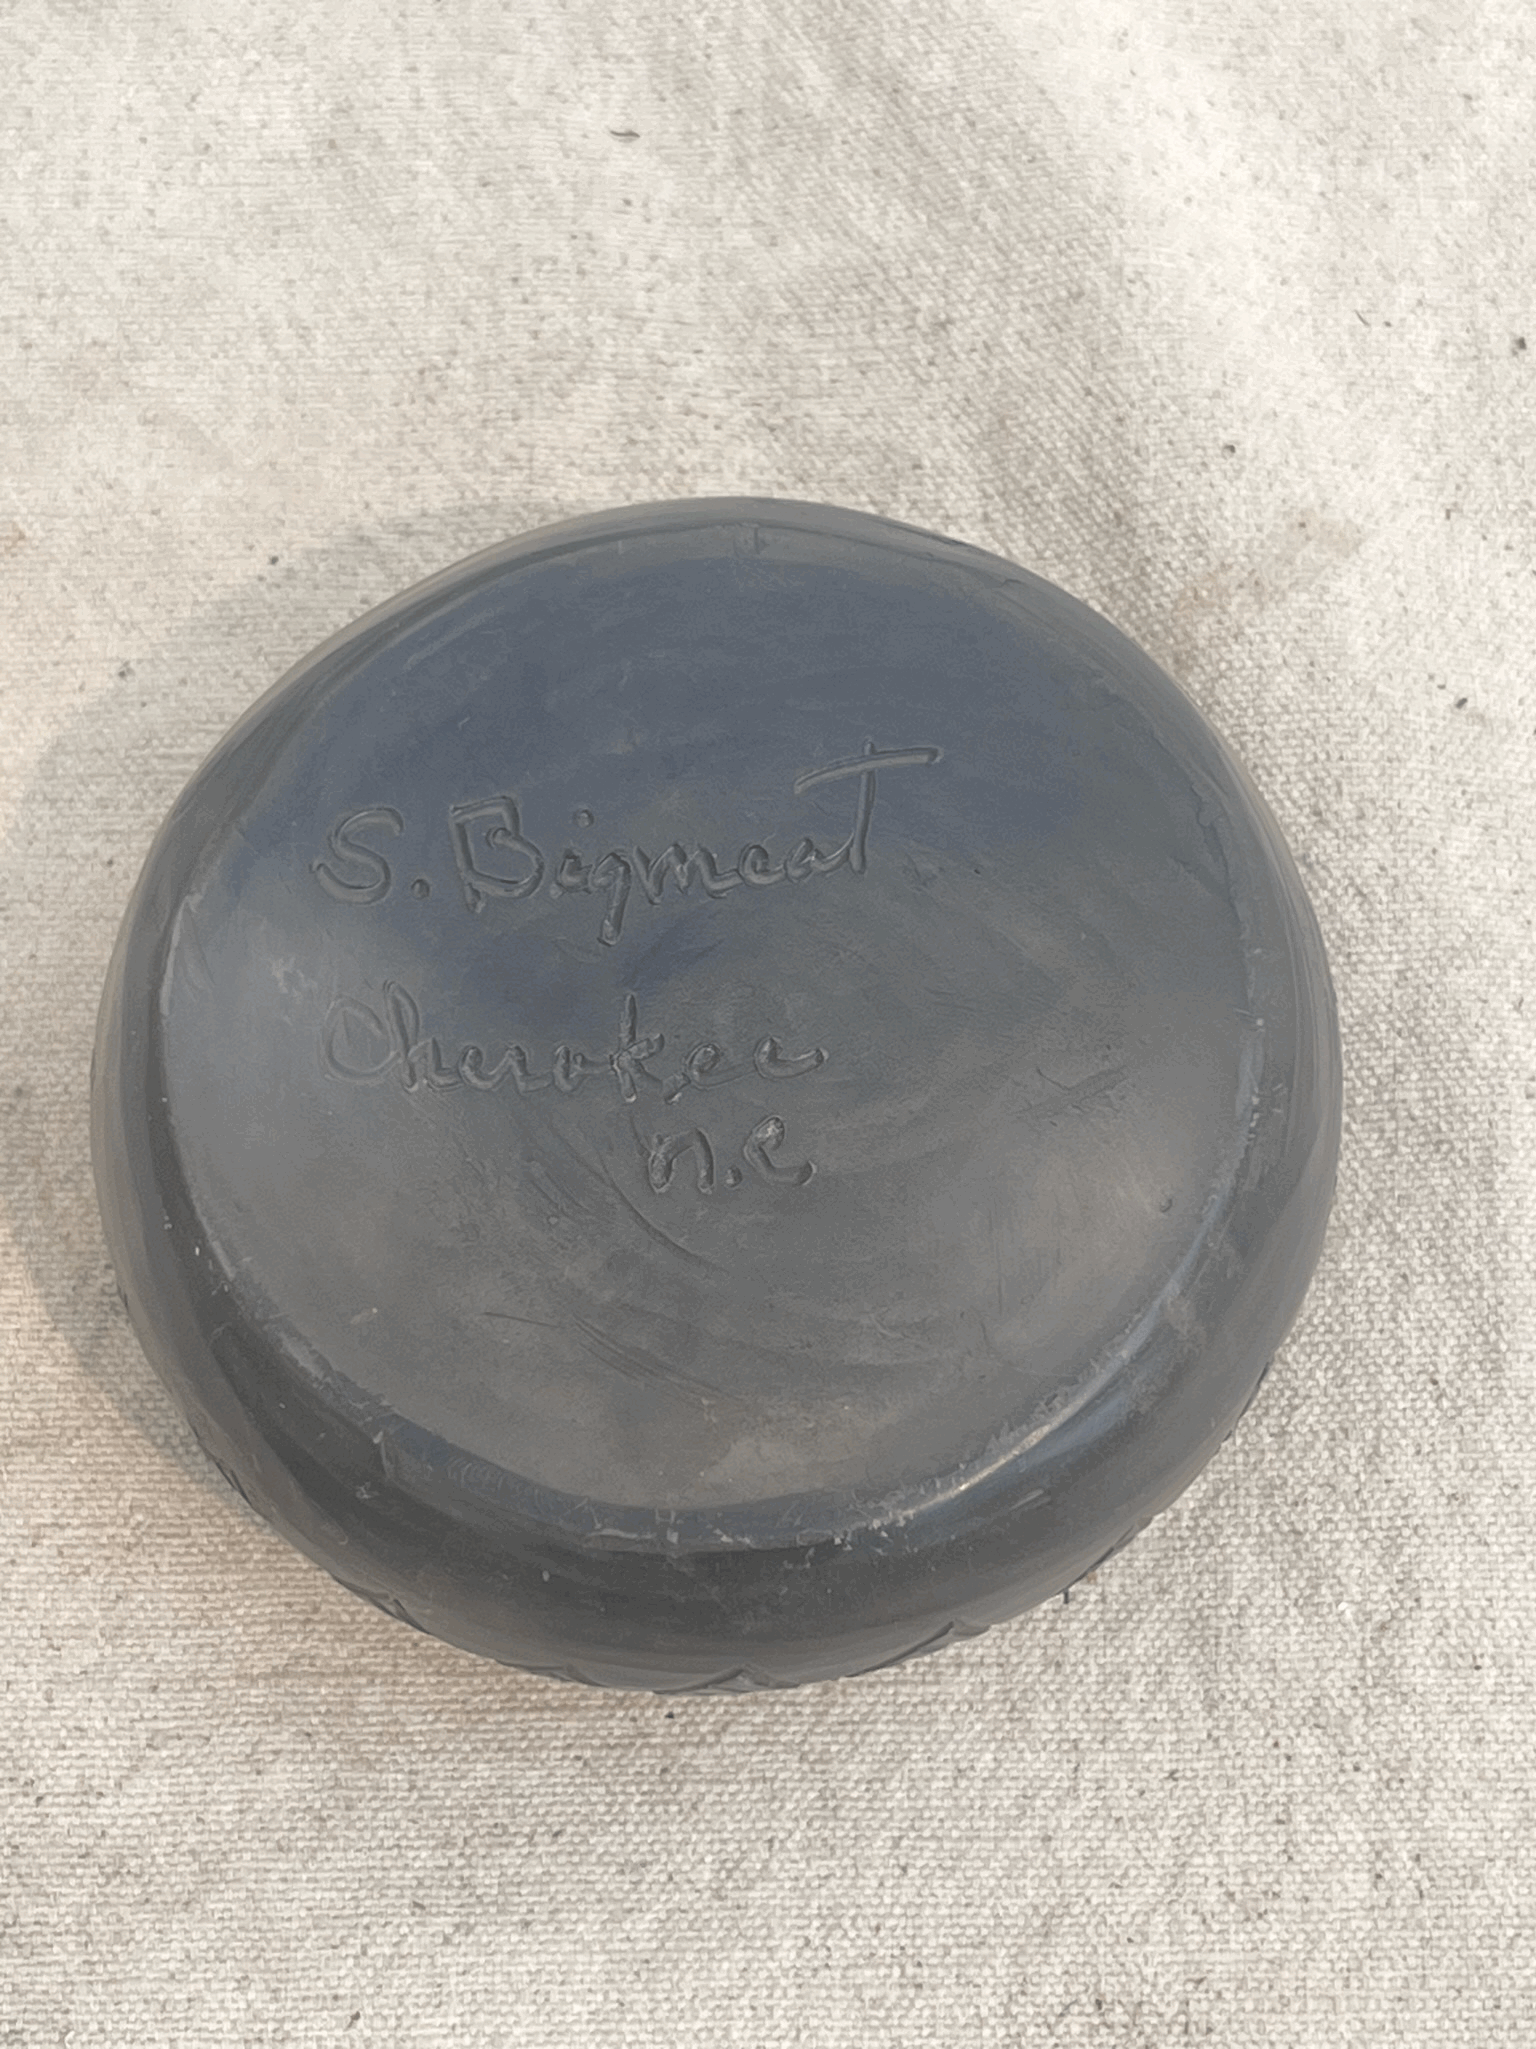 S. Bigmeat
Cherokee
n.C